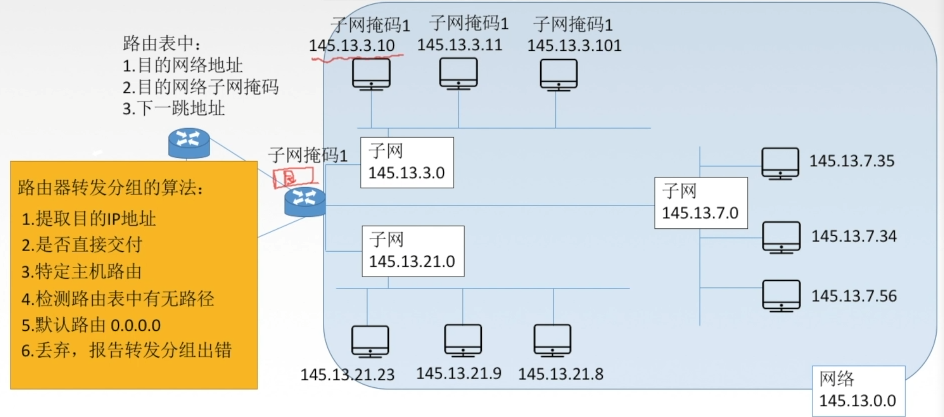 路由表中：
1.目的网络地址
2.目的网络子网掩码
3.下一跳地址
子网掩码1
145.13.3.10
子网掩码1
145.13.3.11
子网掩码1
145.13.3.101
子网掩码1
子网
145.13.3.0
子网
145.13.7.0
145.13.7.35
145.13.7.34
145.13.7.56
子网
145.13.21.0
145.13.21.23
145.13.21.9
145.13.21.8
网络
145.13.0.0
路由器转发分组的算法：
1.提取目的IP地址
2.是否直接交付
3.特定主机路由
4.检测路由表中有无路径
5.默认路由 0.0.0.0
6.丢弃，报告转发分组出错